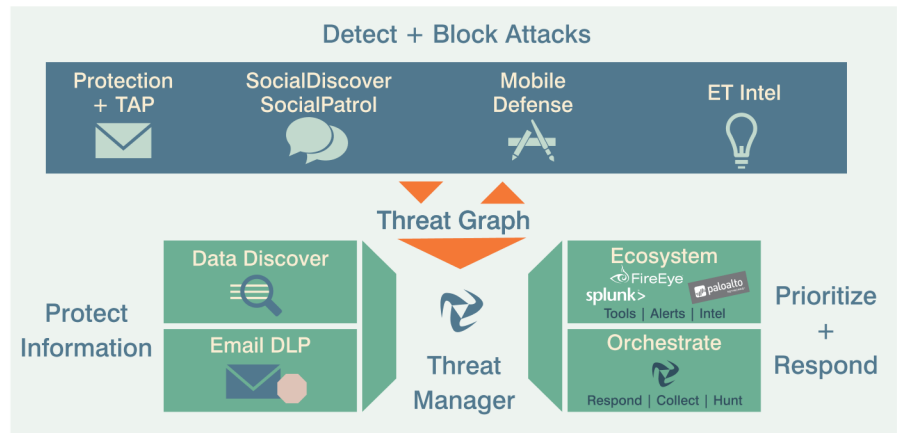 Detect + Block Attacks
Protection
+ TAP
SocialDiscover
SocialPatrol
Mobile
Defense
ET Intel
Threat Graph
Protect
Information
Data Discover
Email DLP
Threat
Manager
Ecosystem
FireEye
splunk>
paloalto
Tools | Alerts | Intel
Orchestrate
Respond | Collect | Hunt
Prioritize
+
Respond